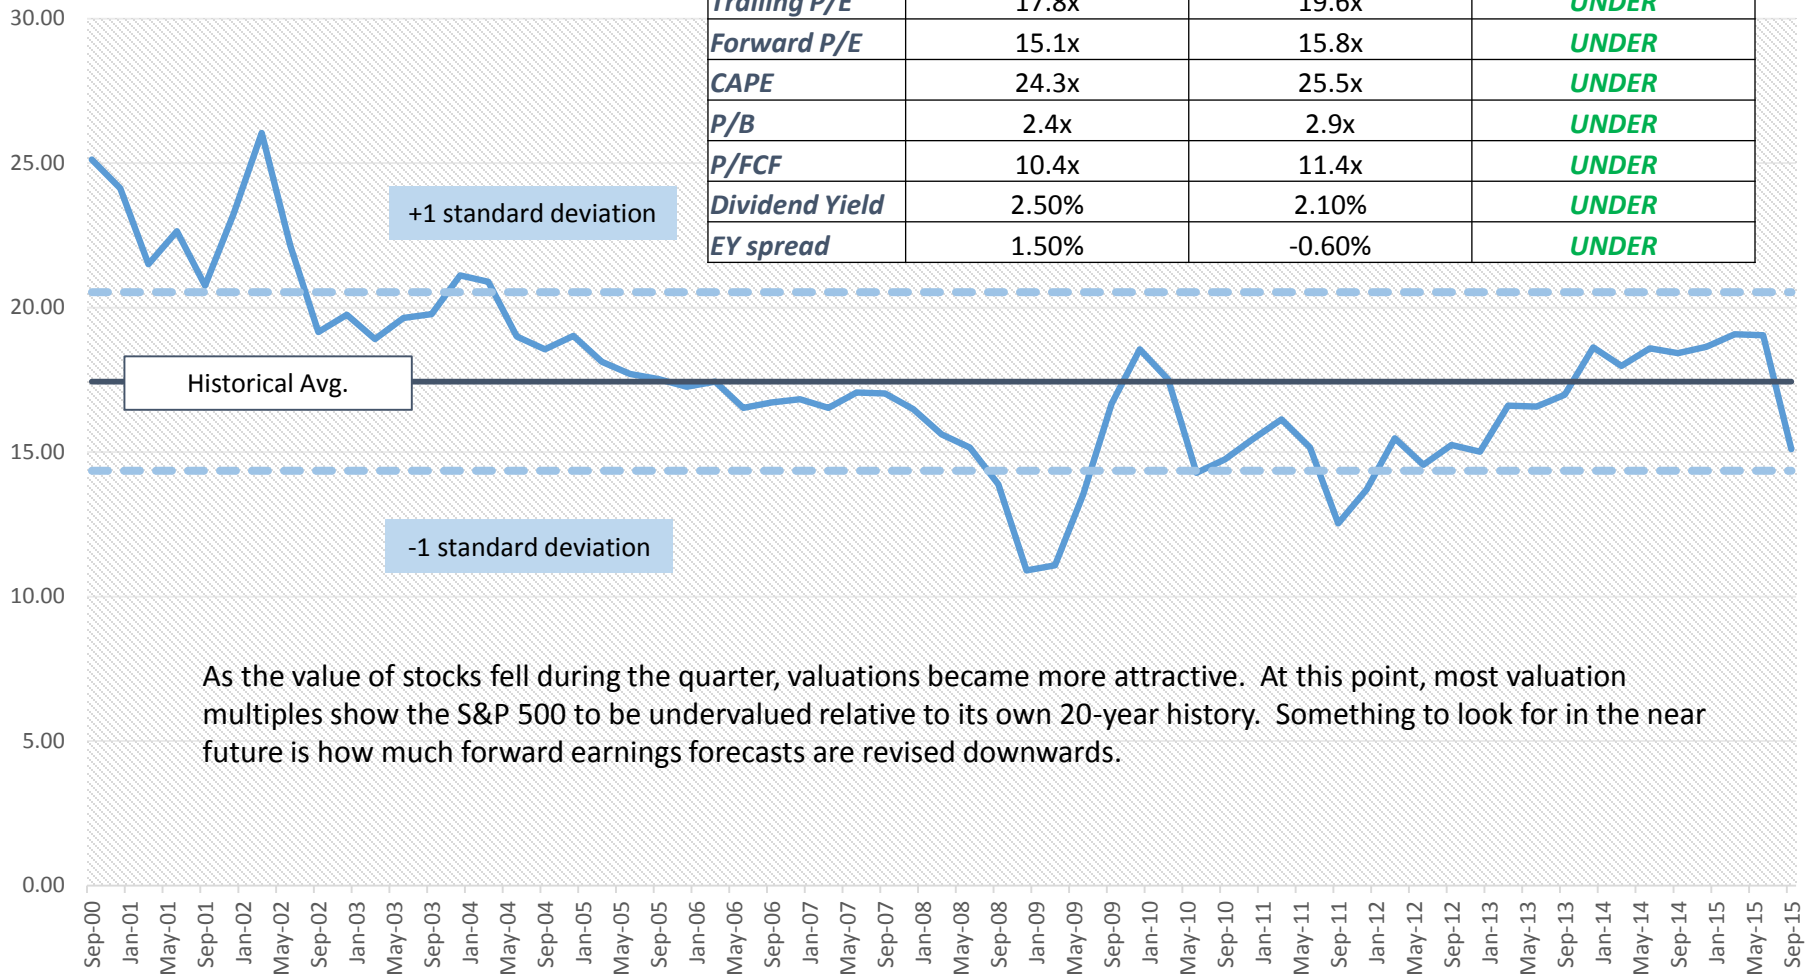 30.00
Trailing P/E 17.8x 19.6x UNDER
Forward P/E 15.1x 15.8x UNDER
CAPE 24.3x 25.5x UNDER
P/B 2.4x 2.9x UNDER
25.00
P/FCF 10.4x 11.4x UNDER
+1 standard deviation
Dividend Yield 2.50% 2.10% UNDER
EY spread 1.50% -0.60% UNDER
20.00
Historical Avg.
15.00
-1 standard deviation
10.00
As the value of stocks fell during the quarter, valuations became more attractive.  At this point, most valuation
multiples show the S&P 500 to be undervalued relative to its own 20-year history.  Something to look for in the near
5.00
future is how much forward earnings forecasts are revised downwards.
0.00
Sep-00
Jan-01
May-01
Sep-01
Jan-02
May-02
Sep-02
Jan-03
May-03
Sep-03
Jan-04
May-04
Sep-04
Jan-05
May-05
Sep-05
Jan-06
May-06
Sep-06
Jan-07
May-07
Sep-07
Jan-08
May-08
Sep-08
Jan-09
May-09
Sep-09
Jan-10
May-10
Sep-10
Jan-11
May-11
Sep-11
Jan-12
May-12
Sep-12
Jan-13
May-13
Sep-13
Jan-14
May-14
Sep-14
Jan-15
May-15
Sep-15